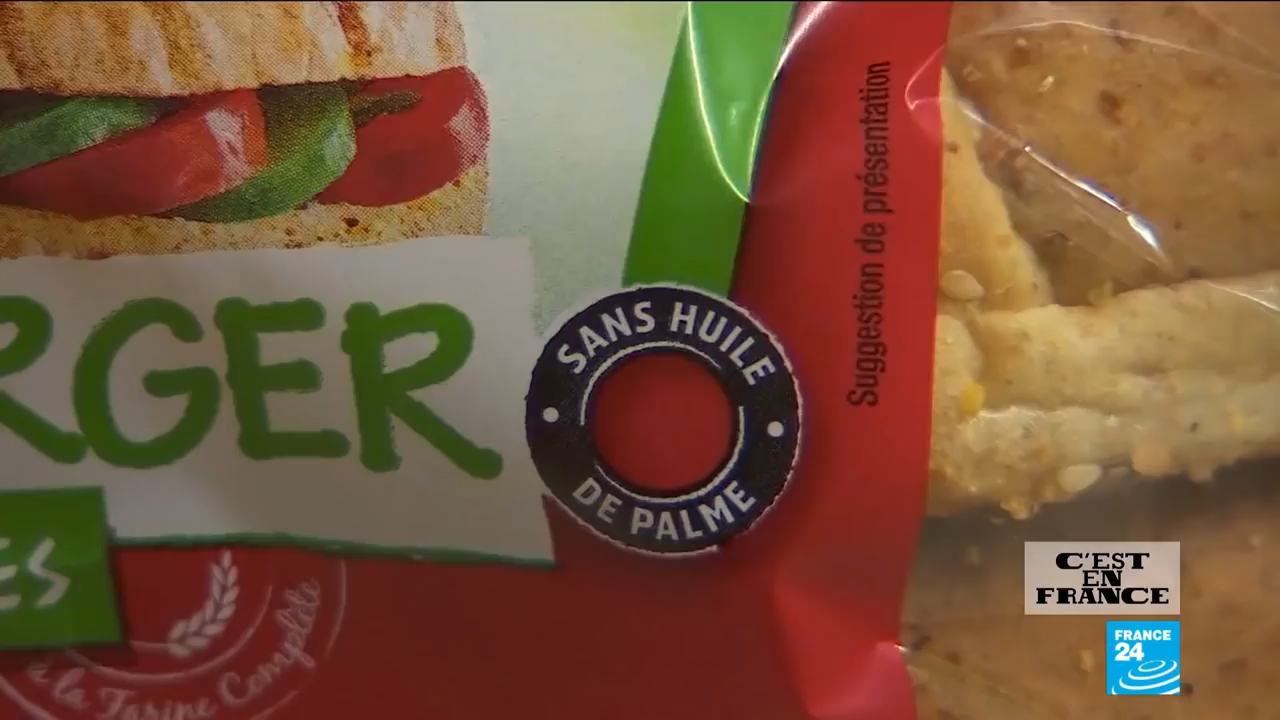 Suggestion de présentation
RGER
SANS HUILE
DE PALME
ES
à la Farine Complète
C'EST
EN
FRANCE
FRANCE
24